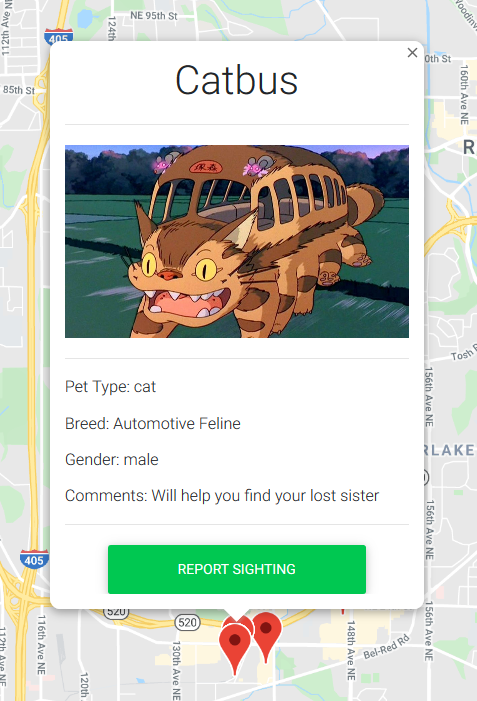 NE 95th St
112th Ave NE
124th
405
×
Catbus
0th St
160th Ave NE
85th St
R
Pet Type: cat
Breed: Automotive Feline
Gender: male
Comments: Will help you find your lost sister
Tosh R
156th Ave NE
RLAKE
156th Ave NE
REPORT SIGHTING
405
520
520
116th Ave NE
112th Ave NE
120th
130th Ave NE
148th Ave NE
156th Ave NE
Bel-Red Rd